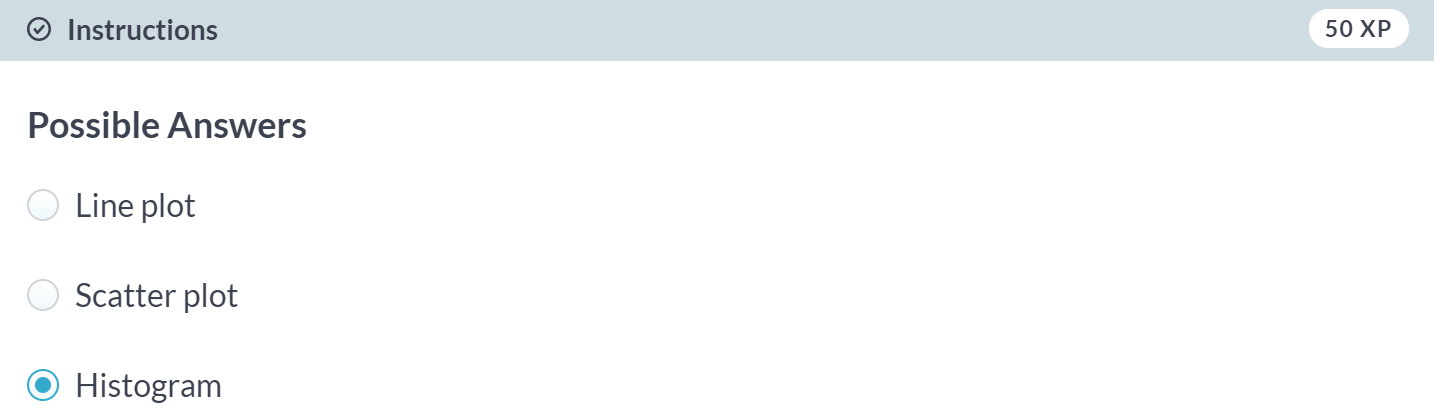 Instructions
50 XP
Possible Answers
Line plot
Scatter plot
Histogram